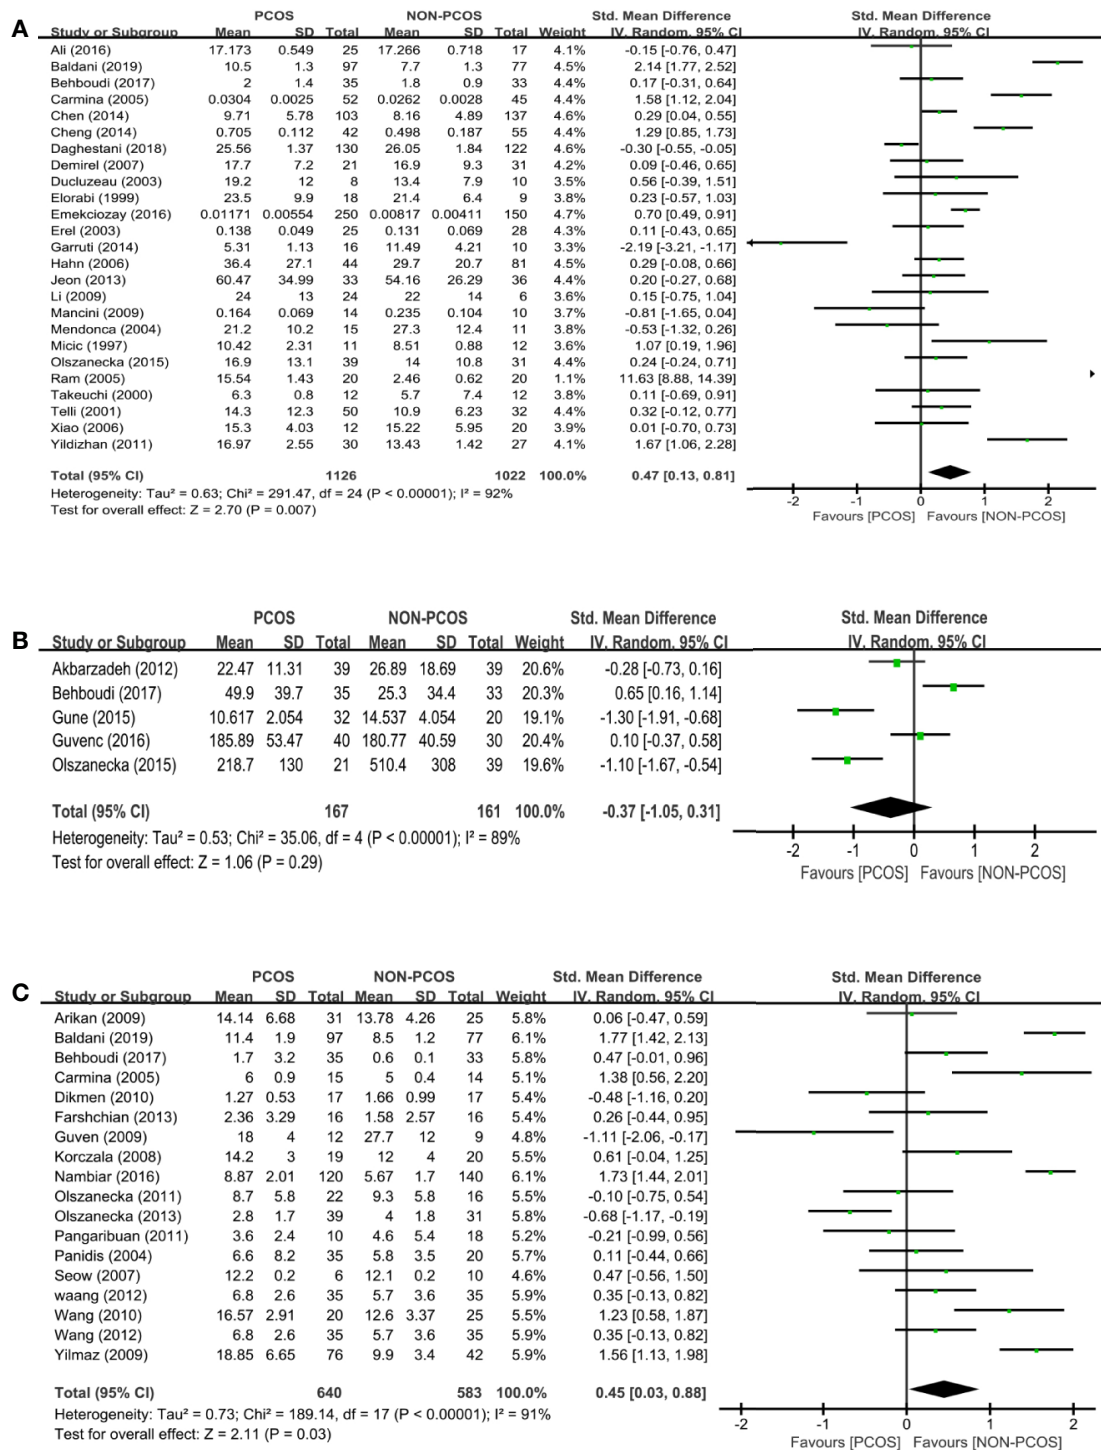 A
PCOS NON-PCOS Std. Mean Difference Std. Mean Difference
Study or Subgroup Mean SD Total Mean SD Total Weight IV, Random, 95% CI IV, Random, 95% CI
Ali (2016) 17.173 0.549 25 17.266 0.718 17 4.1% -0.15 [-0.76, 0.47]
Baldani (2019) 10.5 1.3 97 7.7 1.3 77 4.5% 2.14 [1.77, 2.52]
Behboudi (2017) 2 1.4 35 1.8 0.9 33 4.4% 0.17 [-0.31, 0.64]
Carmina (2005) 0.0304 0.0025 52 0.0262 0.0028 45 4.4% 1.58 [1.12, 2.04]
Chen (2014) 9.71 5.78 103 8.16 4.89 137 4.7% 0.29 [0.04, 0.55]
Cheng (2014) 0.705 0.112 42 0.498 0.187 55 4.4% 1.29 [0.85, 1.73]
Daghestani (2018) 25.56 1.37 130 26.05 1.84 122 4.7% -0.30 [-0.55, -0.05]
Demirel (2007) 17.7 7.2 21 16.9 9.3 31 4.2% 0.09 [-0.46, 0.65]
Ducluzeau (2003) 19.2 12 8 13.4 7.9 10 3.5% 0.56 [-0.39, 1.51]
Elorabi (1999) 23.5 9.9 18 21.4 6.4 9 3.8% 0.23 [-0.57, 1.03]
Emekciozay (2016) 0.01171 0.00554 250 0.00817 0.00411 150 4.7% 0.70 [0.49, 0.91]
Erel (2003) 0.138 0.049 25 0.131 0.069 28 4.3% 0.11 [-0.43, 0.65]
Garruti (2014) 5.31 1.13 16 11.49 4.21 10 3.3% -2.19 [-3.21, -1.17]
Hahn (2006) 36.4 27.1 44 29.7 20.7 81 4.5% 0.29 [-0.08, 0.66]
Jeon (2013) 60.47 34.99 33 54.16 26.29 36 4.4% 0.20 [-0.27, 0.68]
Li (2009) 24 13 24 22 14 6 3.6% 0.15 [-0.75, 1.04]
Mancini (2009) 0.164 0.069 14 0.235 0.104 10 3.7% -0.81 [-1.65, 0.04]
Mendonca (2004) 21.2 10.2 15 27.3 12.4 11 3.8% -0.53 [-1.32, 0.26]
Micic (1997) 10.42 2.31 11 8.51 0.88 12 3.6% 1.07 [0.19, 1.96]
Olszanecka (2015) 16.9 13.1 39 14 10.8 31 4.4% 0.24 [-0.24, 0.71]
Ram (2005) 15.54 1.43 20 2.46 0.62 20 1.1% 11.63 [8.88, 14.39]
Takeuchi (2000) 6.3 0.8 12 5.7 7.4 12 3.8% 0.11 [-0.69, 0.91]
Telli (2001) 14.3 12.3 50 10.9 6.23 32 4.4% 0.32 [-0.12, 0.77]
Xiao (2006) 15.3 4.03 12 15.22 5.95 20 4.0% 0.01 [-0.70, 0.73]
Yildizhan (2011) 16.97 2.55 30 13.43 1.42 27 4.1% 1.67 [1.06, 2.28]
Total (95% CI) 1126 1022 100.0% 0.47 [0.13, 0.81]
Heterogeneity: Tau² = 0.63; Chi² = 291.47, df = 24 (P < 0.00001); I² = 92%
Test for overall effect: Z = 2.70 (P = 0.007)
-2 -1 0 1 2
Favours [PCOS] Favours [NON-PCOS]
B
PCOS NON-PCOS Std. Mean Difference Std. Mean Difference
Study or Subgroup Mean SD Total Mean SD Total Weight IV, Random, 95% CI IV, Random, 95% CI
Akbarzadeh (2012) 22.47 11.31 39 26.89 18.69 39 20.6% -0.28 [-0.73, 0.16]
Behboudi (2017) 49.9 39.7 35 25.3 34.4 33 20.3% 0.65 [0.16, 1.14]
Gune (2015) 10.617 2.054 32 14.537 4.054 20 19.1% -1.30 [-1.91, -0.68]
Guvenc (2016) 185.89 53.47 40 180.77 40.59 30 20.4% 0.10 [-0.37, 0.58]
Olszanecka (2015) 218.7 130 21 510.4 308 39 19.6% -1.10 [-1.67, -0.54]
Total (95% CI) 167 161 100.0% -0.37 [-1.05, 0.31]
Heterogeneity: Tau² = 0.53; Chi² = 35.06, df = 4 (P < 0.00001); I² = 89%
Test for overall effect: Z = 1.06 (P = 0.29)
-2 -1 0 1 2
Favours [PCOS] Favours [NON-PCOS]
C
PCOS NON-PCOS Std. Mean Difference Std. Mean Difference
Study or Subgroup Mean SD Total Mean SD Total Weight IV, Random, 95% CI IV, Random, 95% CI
Arikan (2009) 14.14 6.68 31 13.78 4.26 25 5.8% 0.06 [-0.47, 0.59]
Baldani (2019) 11.4 1.9 97 8.5 1.2 77 6.1% 1.77 [1.42, 2.13]
Behboudi (2017) 1.7 3.2 35 0.6 0.1 33 5.8% 0.47 [-0.01, 0.96]
Carmina (2005) 6 0.9 15 5 0.4 14 5.1% 1.38 [0.56, 2.20]
Dikmen (2010) 1.27 0.53 17 1.66 0.99 17 5.4% -0.48 [-1.16, 0.20]
Farshchian (2013) 2.36 3.29 16 1.58 2.57 16 5.4% 0.26 [-0.44, 0.95]
Guven (2009) 18 4 12 27.7 12 9 4.8% -1.11 [-2.06, -0.17]
Korczala (2008) 14.2 3 19 12 4 20 5.5% 0.61 [-0.04, 1.25]
Nambiar (2016) 8.87 2.01 120 5.67 1.7 140 6.1% 1.73 [1.44, 2.01]
Olszanecka (2011) 8.7 5.8 22 9.3 5.8 16 5.5% -0.10 [-0.75, 0.54]
Olszanecka (2013) 2.8 1.7 39 4 1.8 31 5.8% -0.68 [-1.17, -0.19]
Pangaribuan (2011) 3.6 2.4 10 4.6 5.4 18 5.2% -0.21 [-0.99, 0.56]
Panidis (2004) 6.6 8.2 35 5.8 3.5 20 5.7% 0.11 [-0.44, 0.66]
Seow (2007) 12.2 0.2 6 12.1 0.2 10 4.6% 0.47 [-0.56, 1.50]
waang (2012) 6.8 2.6 35 5.7 3.6 35 5.9% 0.35 [-0.13, 0.82]
Wang (2010) 16.57 2.91 20 12.6 3.37 25 5.5% 1.23 [0.58, 1.87]
Wang (2012) 6.8 2.6 35 5.7 3.6 35 5.9% 0.35 [-0.13, 0.82]
Yilmaz (2009) 18.85 6.65 76 9.9 3.4 42 5.9% 1.56 [1.13, 1.98]
Total (95% CI) 640 583 100.0% 0.45 [0.03, 0.88]
Heterogeneity: Tau² = 0.73; Chi² = 189.14, df = 17 (P < 0.00001); I² = 91%
Test for overall effect: Z = 2.11 (P = 0.03)
-2 -1 0 1 2
Favours [PCOS] Favours [NON-PCOS]